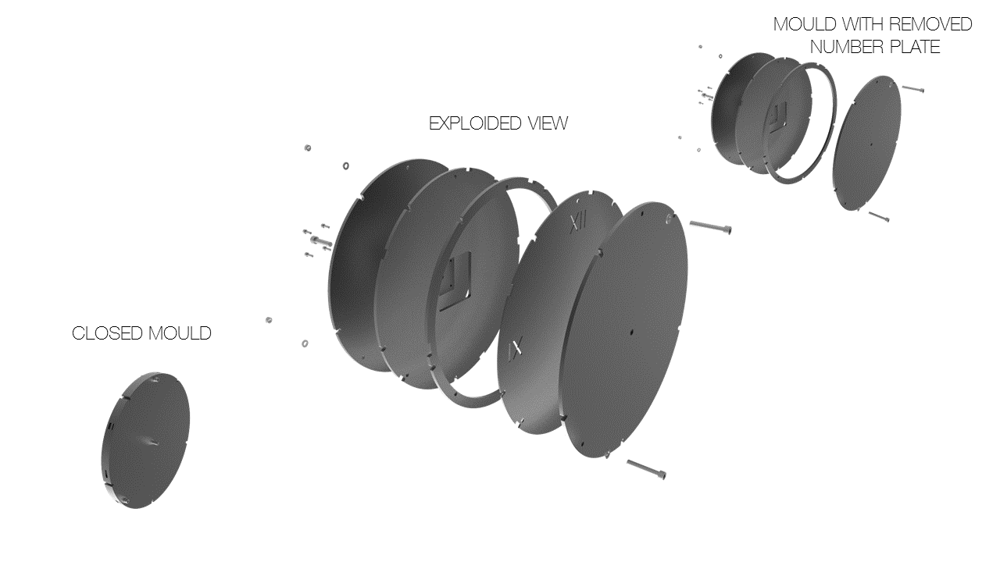 MOULD WITH REMOVED
NUMBER PLATE
EXPLOIDED VIEW
CLOSED MOULD
XII
IX